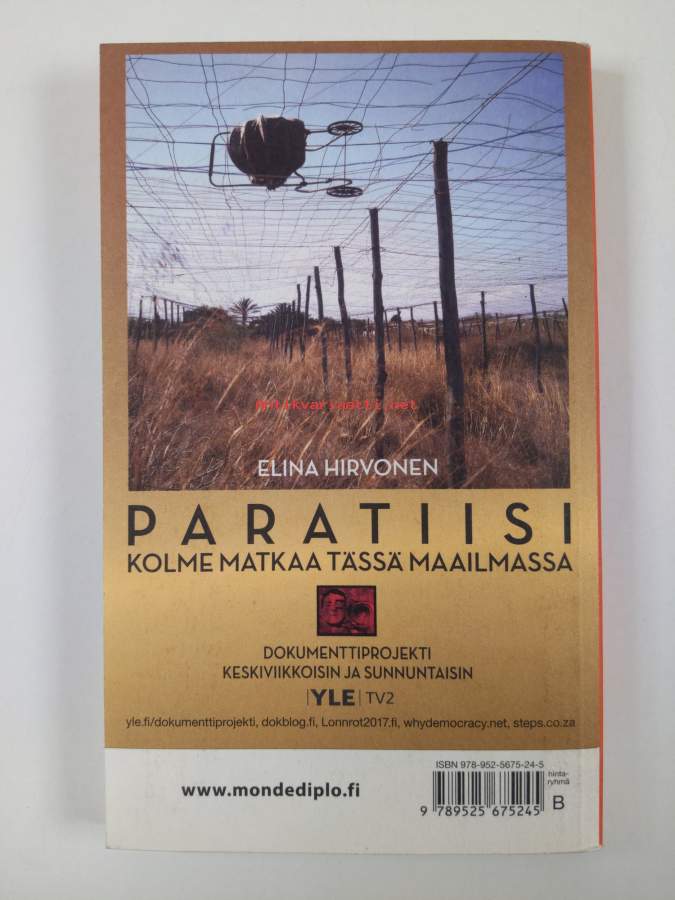 antikvariaatti.net
ELINA HIRVONEN
PARATIISI
KOLME MATKAA TÄSSÄ MAAILMASSA
DOKUMENTTIPROJEKTI
KESKIVIIKKOISIN JA SUNNUNTAISIN
|YLE| TV2
yle.fi/dokumenttiprojekti, dokblog.fi, Lonnrot2017.fi, whydemocracy.net, steps.co.za
www.mondediplo.fi
ISBN 978-952-5675-24-5
hinta-
ryhmä
B
9 789525 675245